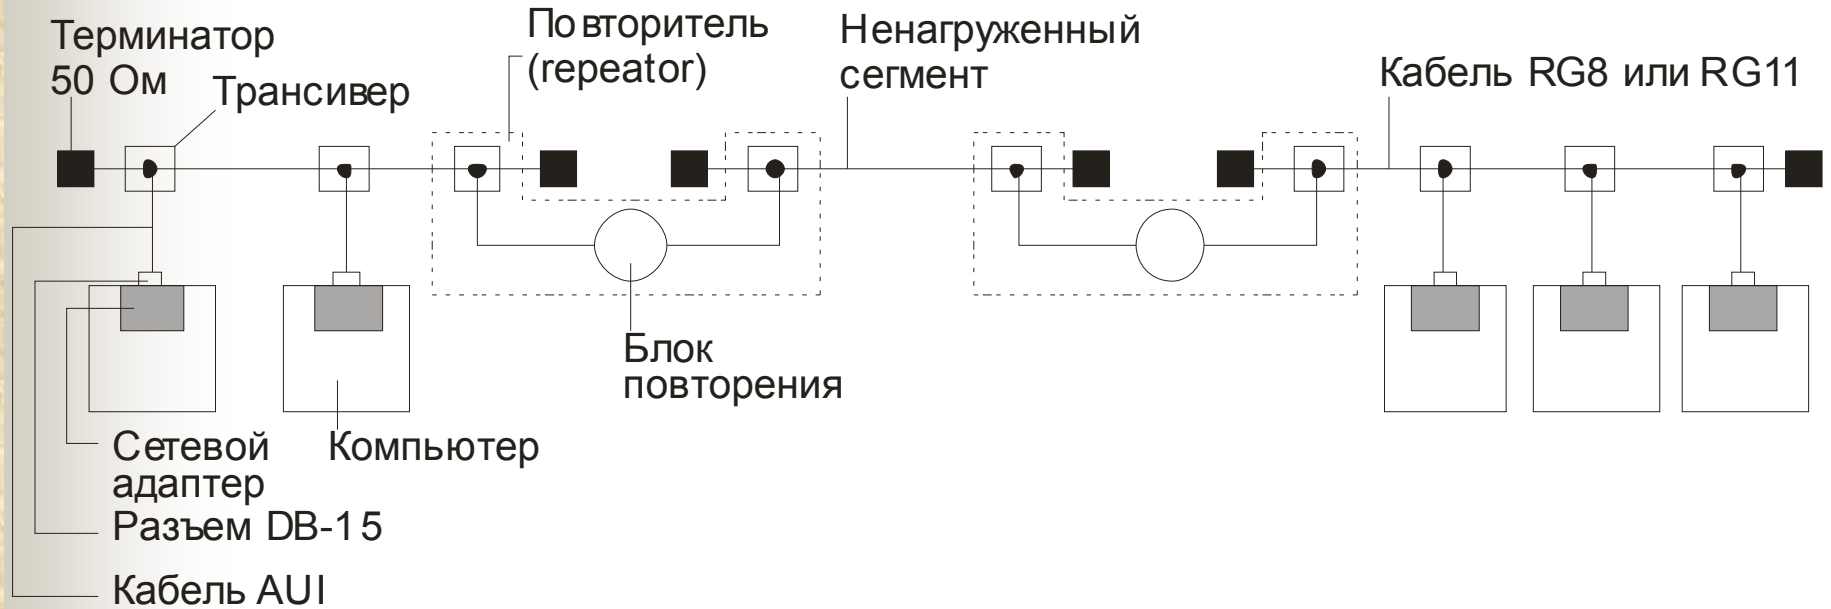 Терминатор
50 Ом
Трансивер
Повторитель
(repeator)
Ненагруженный
сегмент
Кабель RG8 или RG11
Блок
повторения
Сетевой
адаптер
Компьютер
Разъем DB-15
Кабель AUI